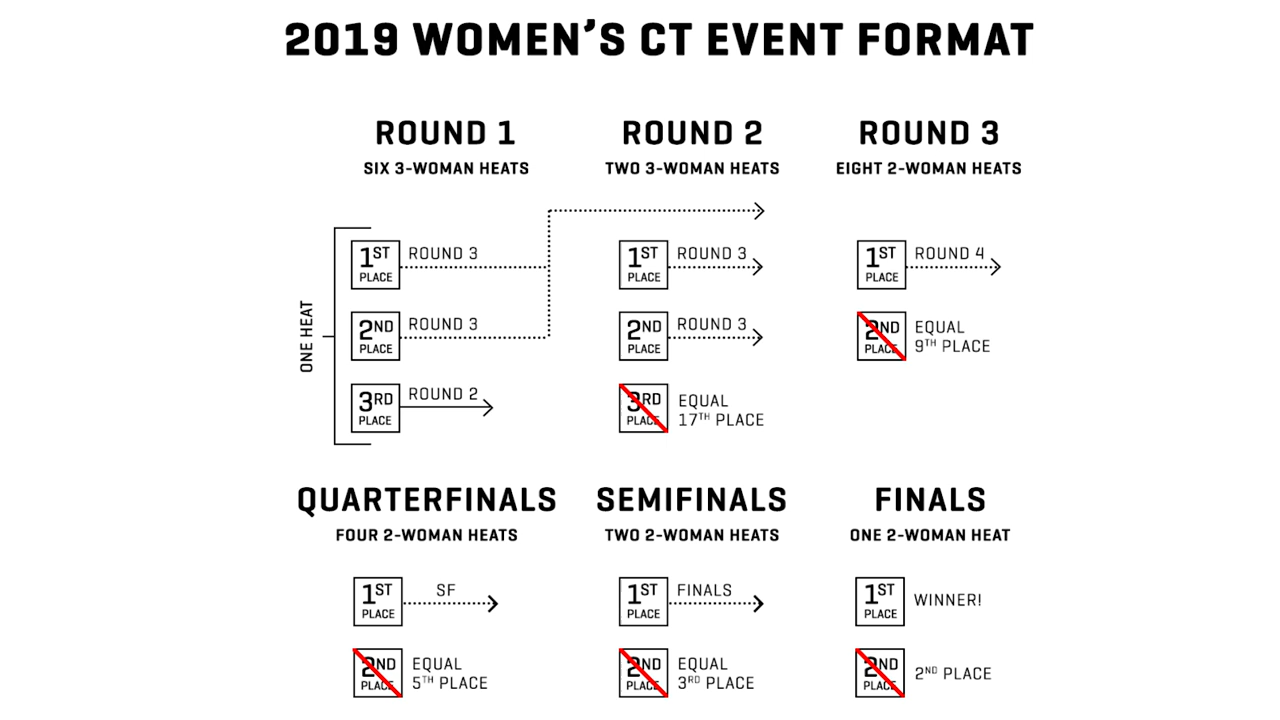 2019 WOMEN'S CT EVENT FORMAT
ROUND 1
SIX 3-WOMAN HEATS
ONE HEAT
1ST
PLACE
ROUND 3
2ND
PLACE
ROUND 3
3RD
PLACE
ROUND 2
ROUND 2
TWO 3-WOMAN HEATS
1ST
PLACE
ROUND 3
2ND
PLACE
ROUND 3
3RD
PLACE
EQUAL
17TH PLACE
ROUND 3
EIGHT 2-WOMAN HEATS
1ST
PLACE
ROUND 4
2ND
PLACE
EQUAL
9TH PLACE
QUARTERFINALS
FOUR 2-WOMAN HEATS
1ST
PLACE
SF
2ND
PLACE
EQUAL
5TH PLACE
SEMIFINALS
TWO 2-WOMAN HEATS
1ST
PLACE
FINALS
2ND
PLACE
EQUAL
3RD PLACE
FINALS
ONE 2-WOMAN HEAT
1ST
PLACE
WINNER!
2ND
PLACE
2ND PLACE